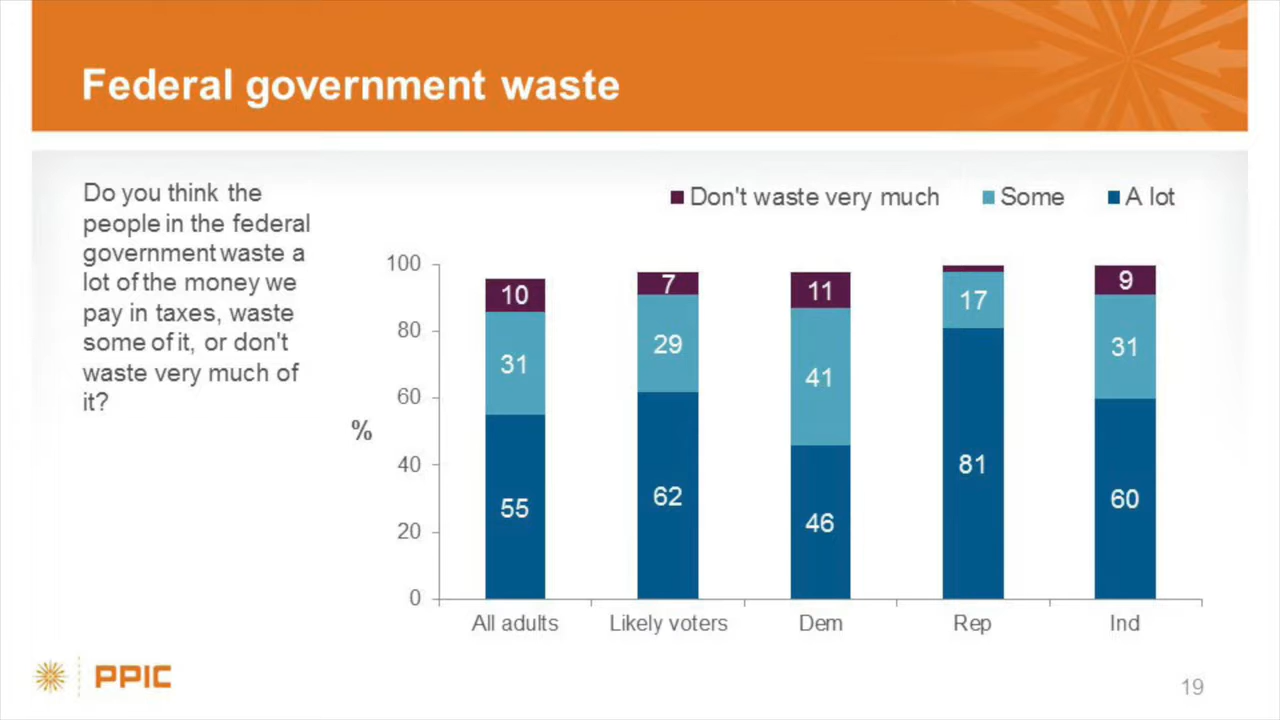 Federal government waste
Do you think the
people in the federal
government waste a
lot of the money we
pay in taxes, waste
some of it, or don't
waste very much of
it?
Don't waste very much Some A lot
%
100
80
60
40
20
0
10 7 11 9
31 29 41 17 31
55 62 46 81 60
All adults Likely voters Dem Rep Ind
PPIC
19